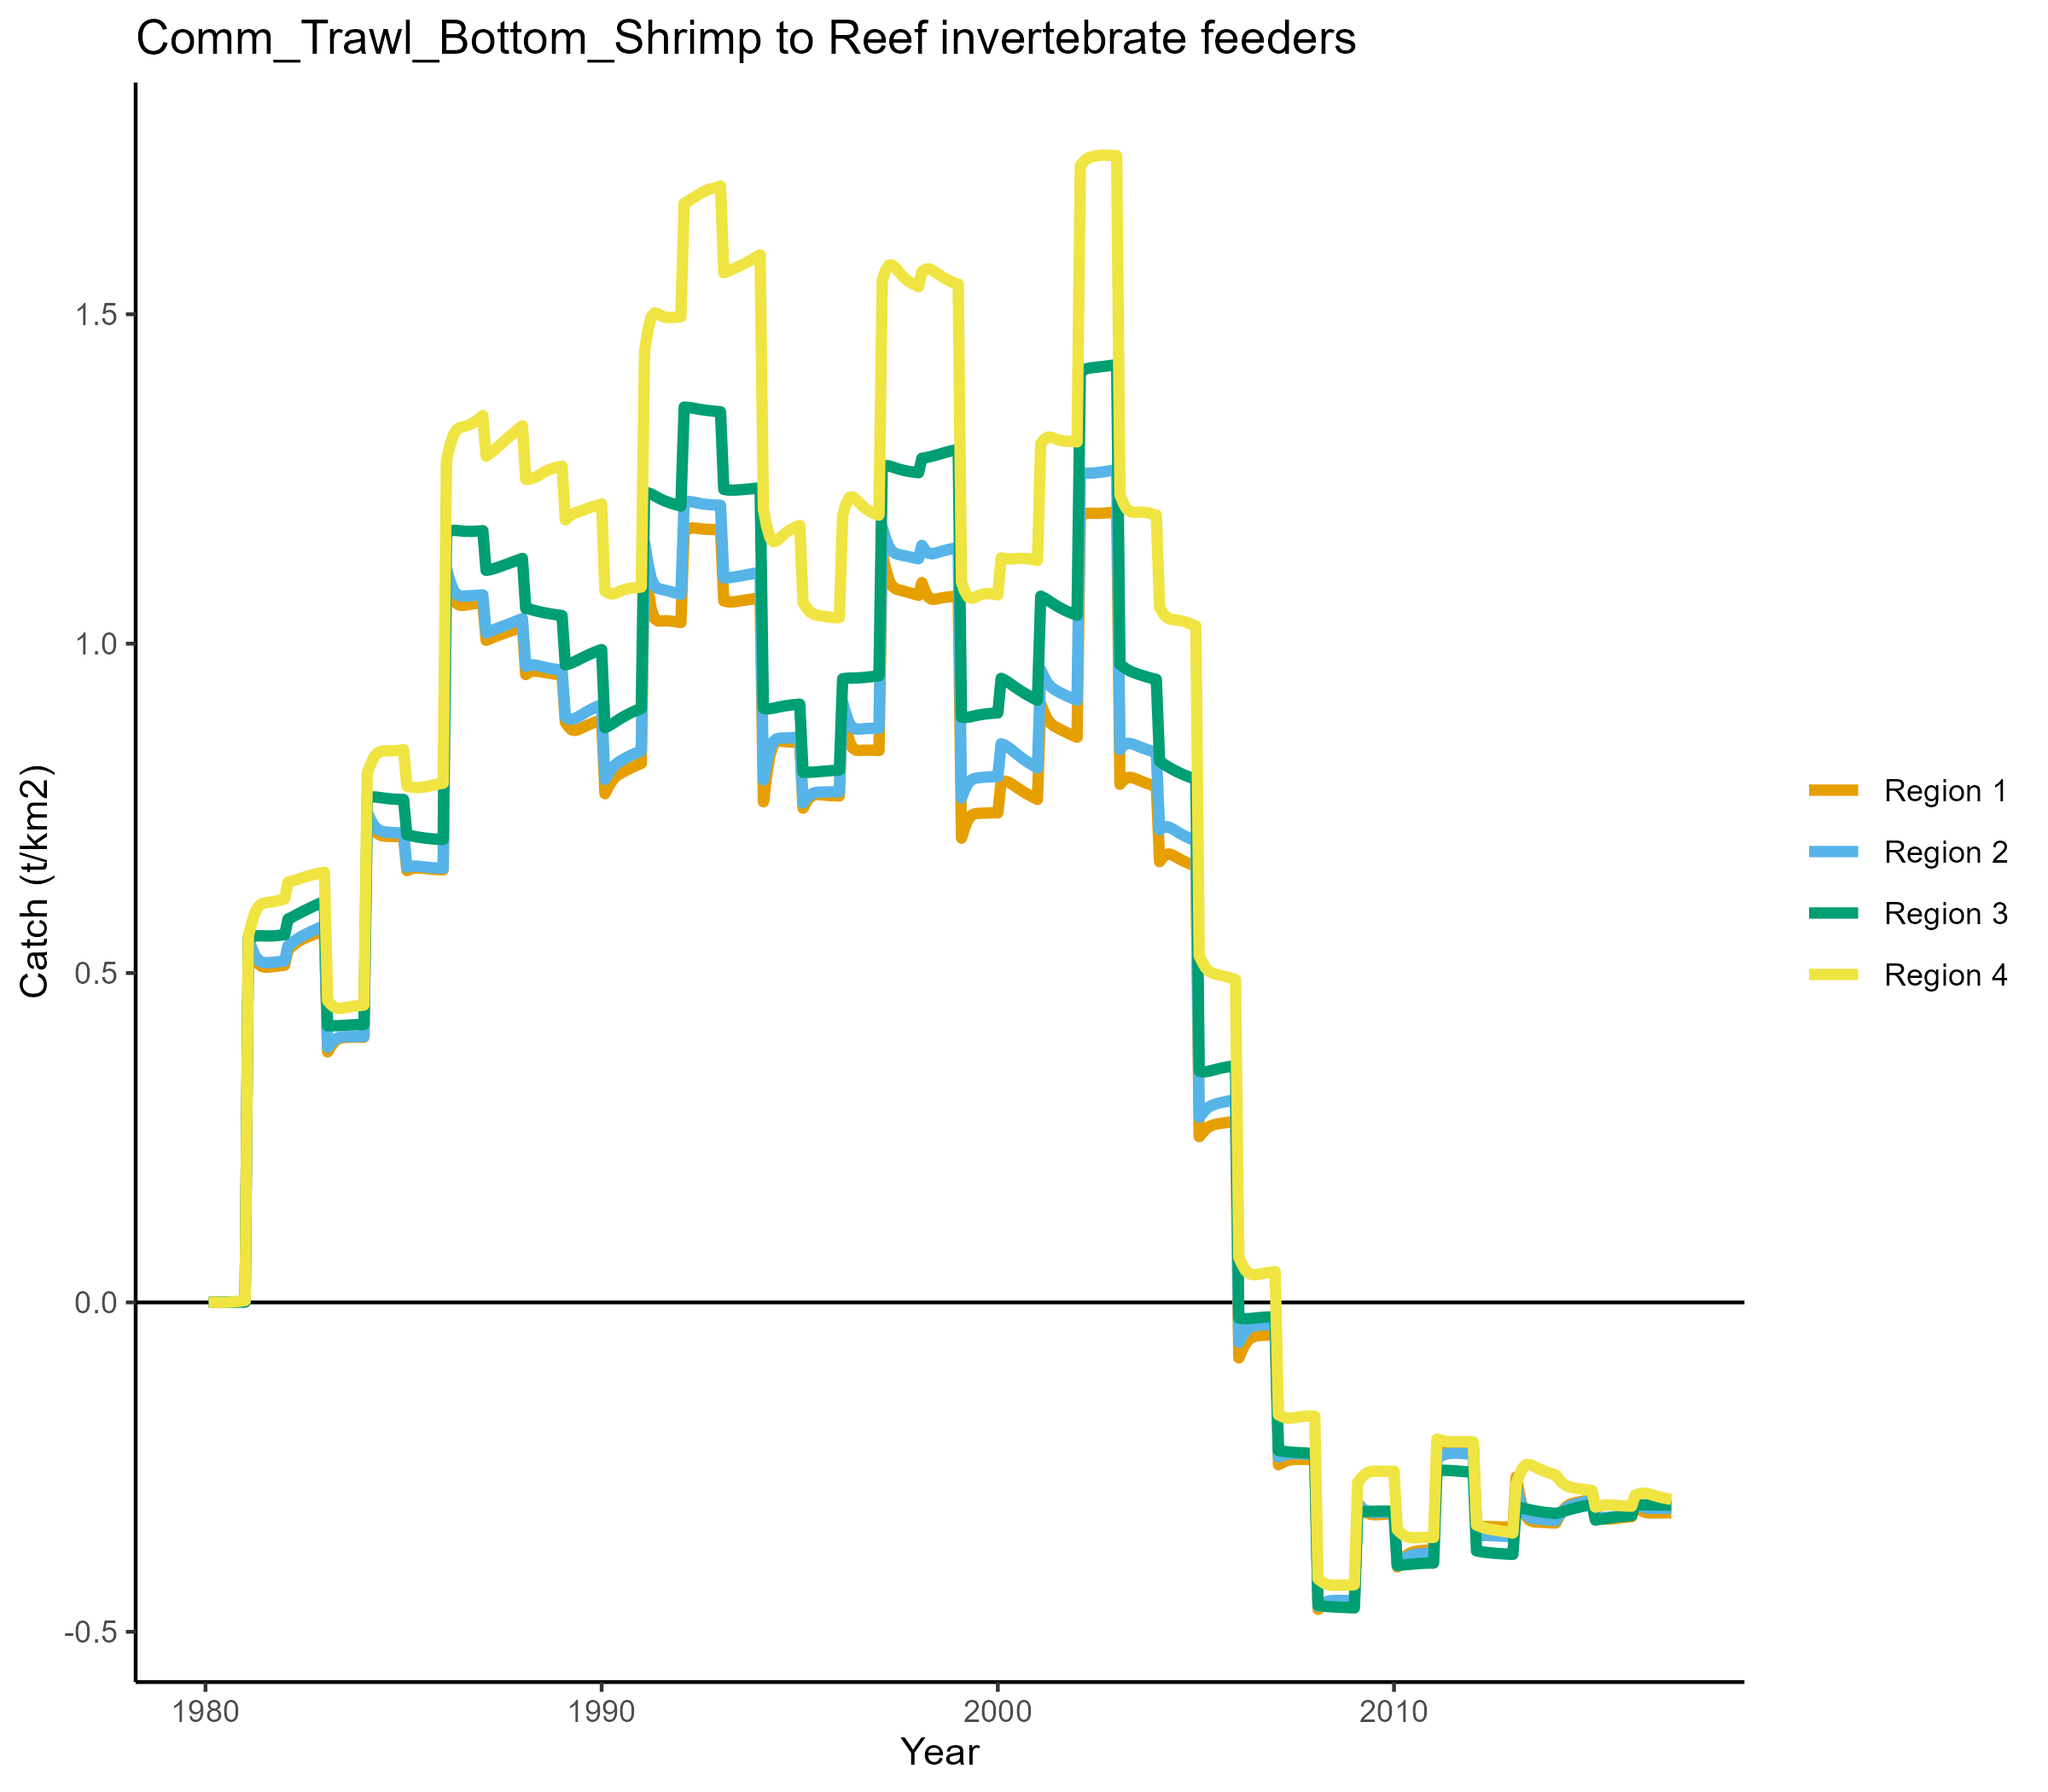 Comm_Trawl_Bottom_Shrimp to Reef invertebrate feeders
Catch (t/km2)
1.5
1.0
0.5
0.0
-0.5
1980
1990
2000
2010
Year
Region 1
Region 2
Region 3
Region 4